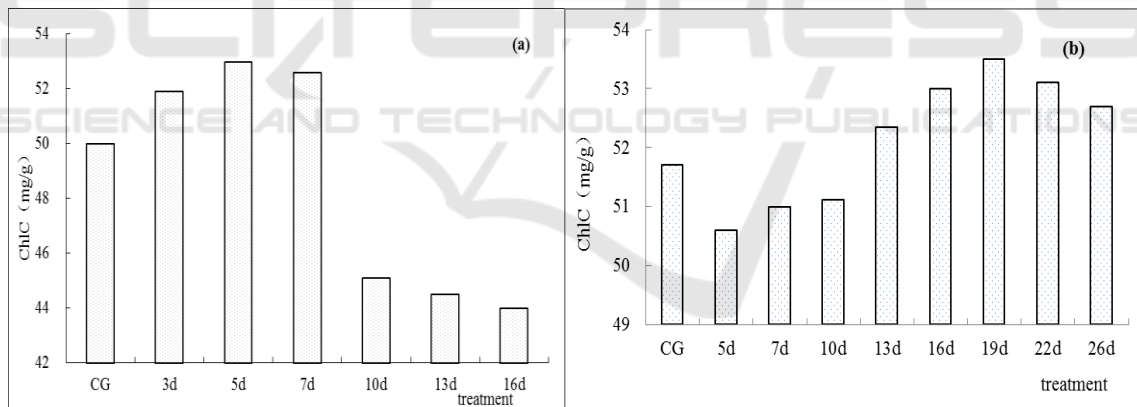 SCITEPRESS
SCIENCE AND TECHNOLOGY PUBLICATIONS
(a)
54
52
50
48
46
44
42
ChlC（mg/g）
CG 3d 5d 7d 10d 13d 16d
treatment
(b)
54
53
52
51
50
49
ChlC（mg/g）
CG 5d 7d 10d 13d 16d 19d 22d 26d
treatment